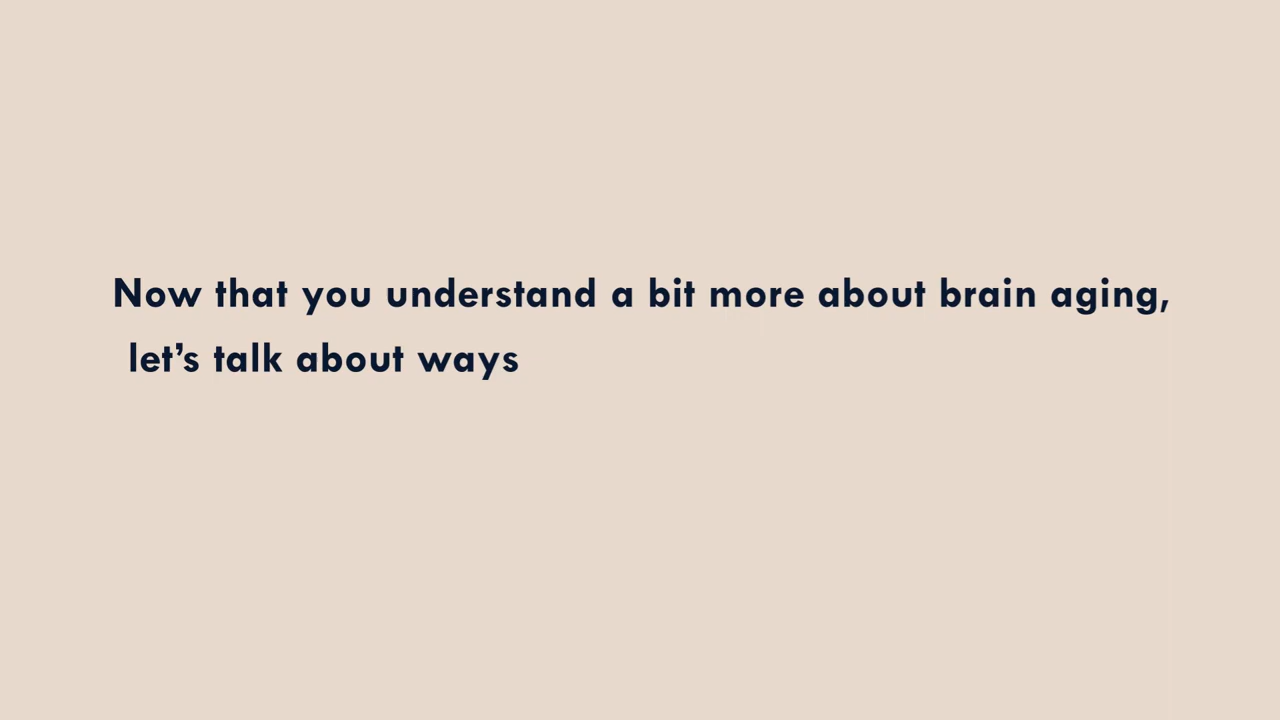 Now that you understand a bit more about brain aging,
let’s talk about ways